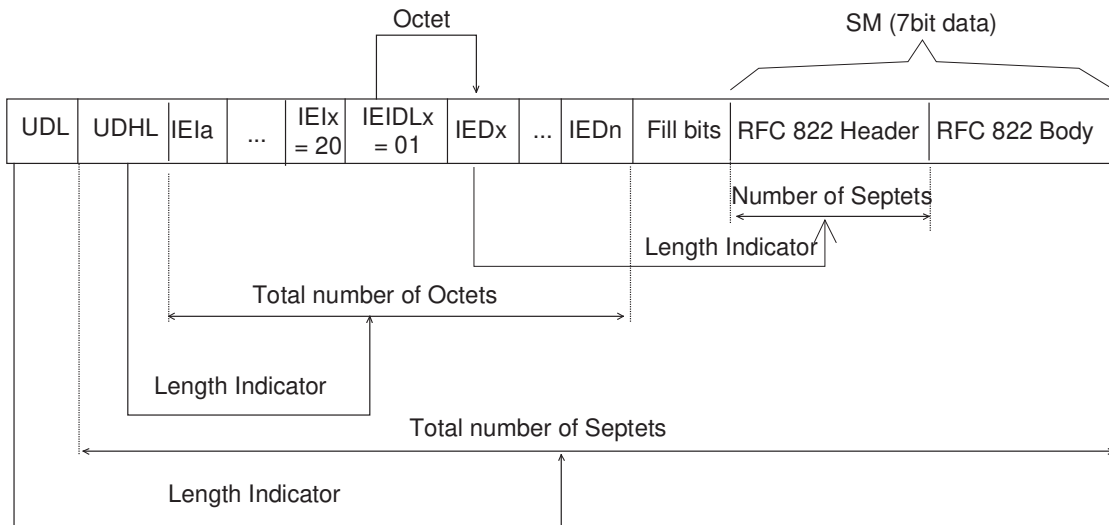 Octet
SM (7bit data)
UDL
UDHL
IEIa
...
IEIx
= 20
IEIDLx
= 01
IEDx
...
IEDn
Fill bits
RFC 822 Header
RFC 822 Body
Number of Septets
Length Indicator
Total number of Octets
Length Indicator
Total number of Septets
Length Indicator